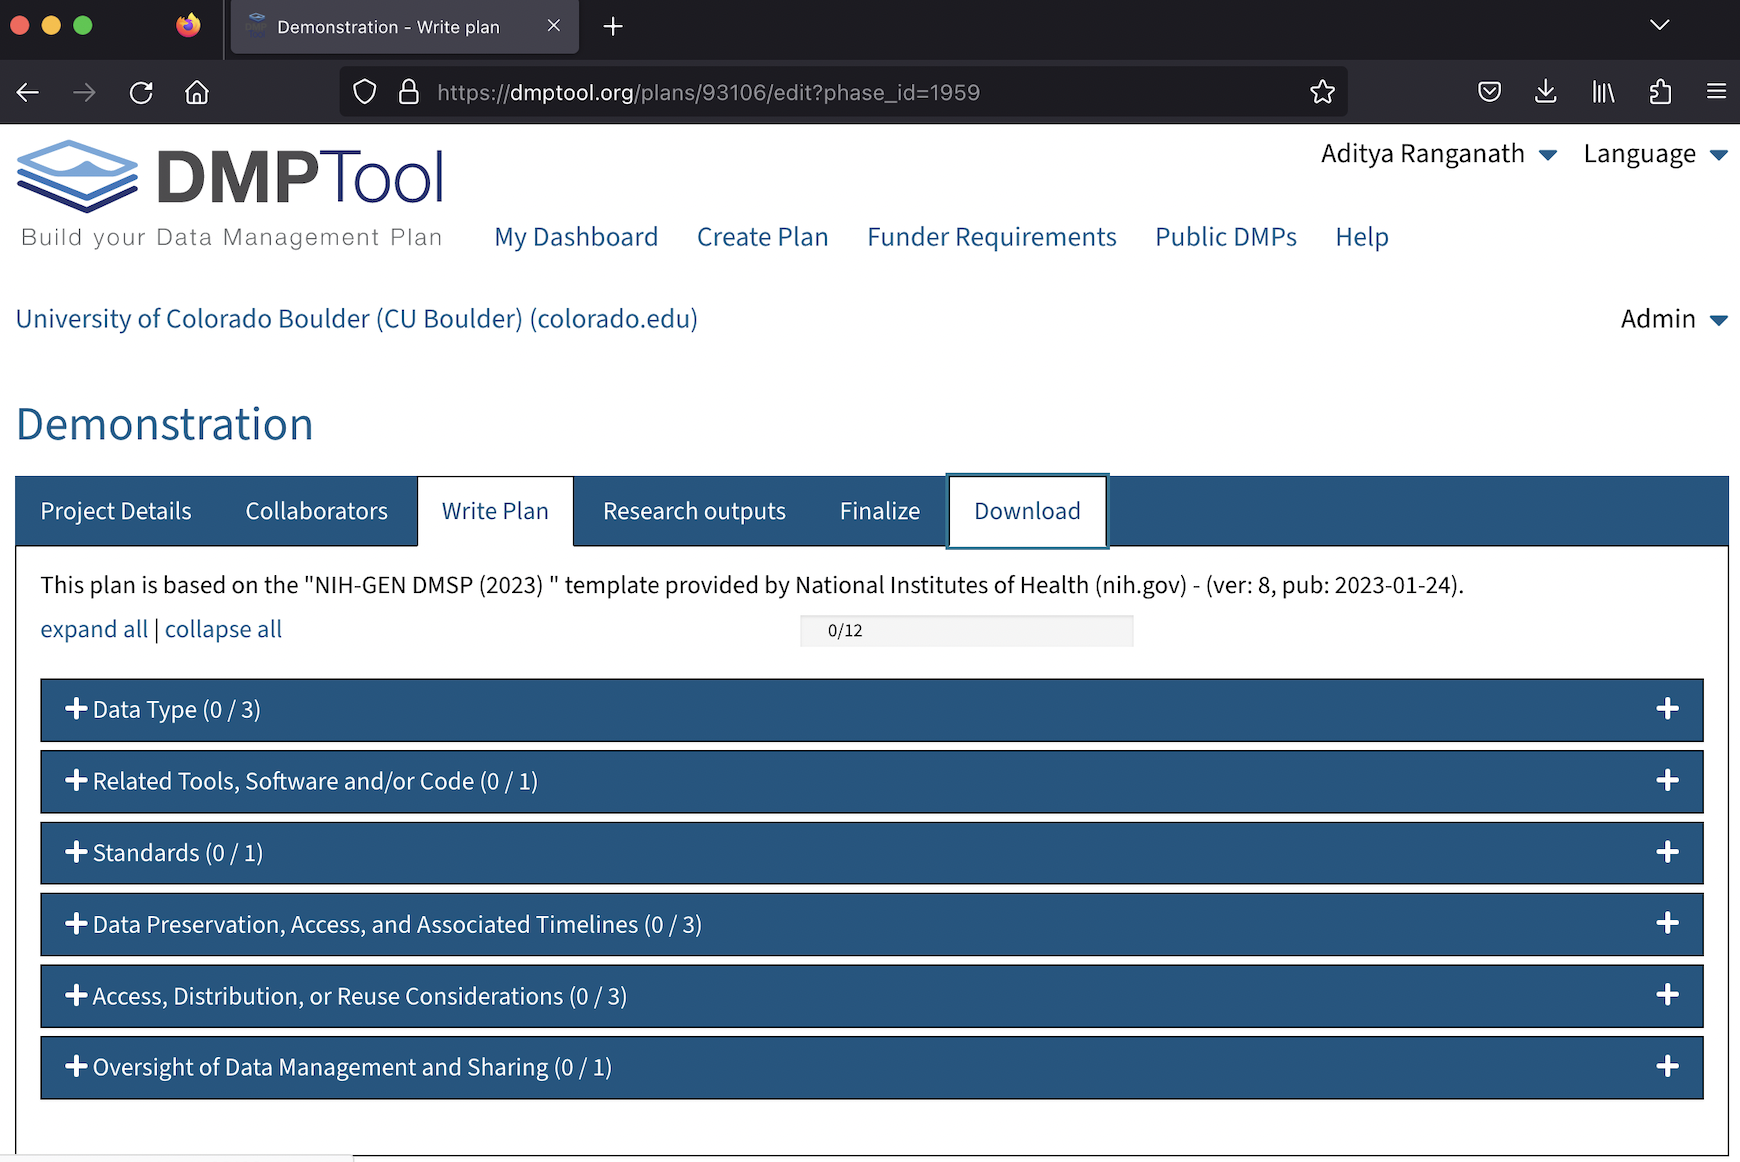 Demonstration - Write plan
https://dmptool.org/plans/93106/edit?phase_id=1959
DMPTool
Build your Data Management Plan
Aditya Ranganath Language
My Dashboard Create Plan Funder Requirements Public DMPs Help
University of Colorado Boulder (CU Boulder) (colorado.edu)
Admin
Demonstration
Project Details Collaborators Write Plan Research outputs Finalize Download
This plan is based on the "NIH-GEN DMSP (2023) " template provided by National Institutes of Health (nih.gov) - (ver: 8, pub: 2023-01-24).
expand all | collapse all 0/12
Data Type (0 / 3)
Related Tools, Software and/or Code (0 / 1)
Standards (0 / 1)
Data Preservation, Access, and Associated Timelines (0 / 3)
Access, Distribution, or Reuse Considerations (0 / 3)
Oversight of Data Management and Sharing (0 / 1)